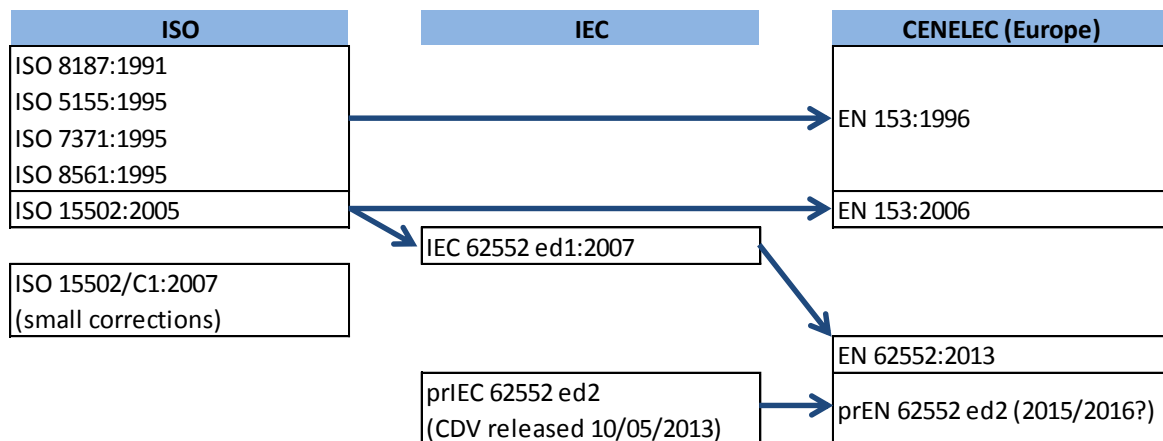 ISO
IEC
CENELEC (Europe)
ISO 8187:1991
ISO 5155:1995
ISO 7371:1995
ISO 8561:1995
EN 153:1996
ISO 15502:2005
EN 153:2006
IEC 62552 ed1:2007
ISO 15502/C1:2007
(small corrections)
EN 62552:2013
prIEC 62552 ed2
(CDV released 10/05/2013)
prEN 62552 ed2 (2015/2016?)